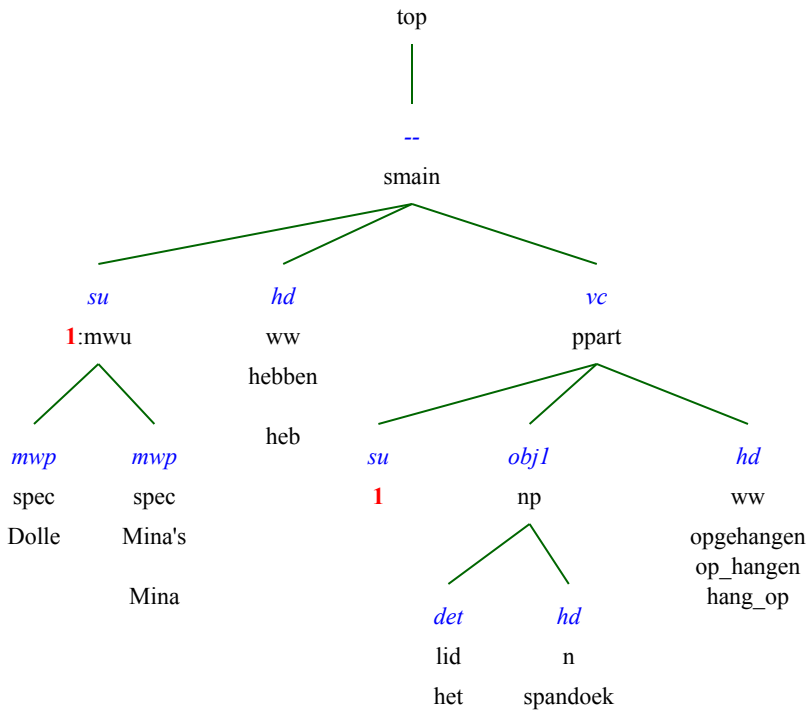 top
--
smain
su hd vc
1:mwu ww ppart
hebben
heb
mwp mwp su obj1 hd
spec spec 1 np ww
Dolle Mina's opgehangen
op_hangen
Mina hang_op
det hd
lid n
het spandoek